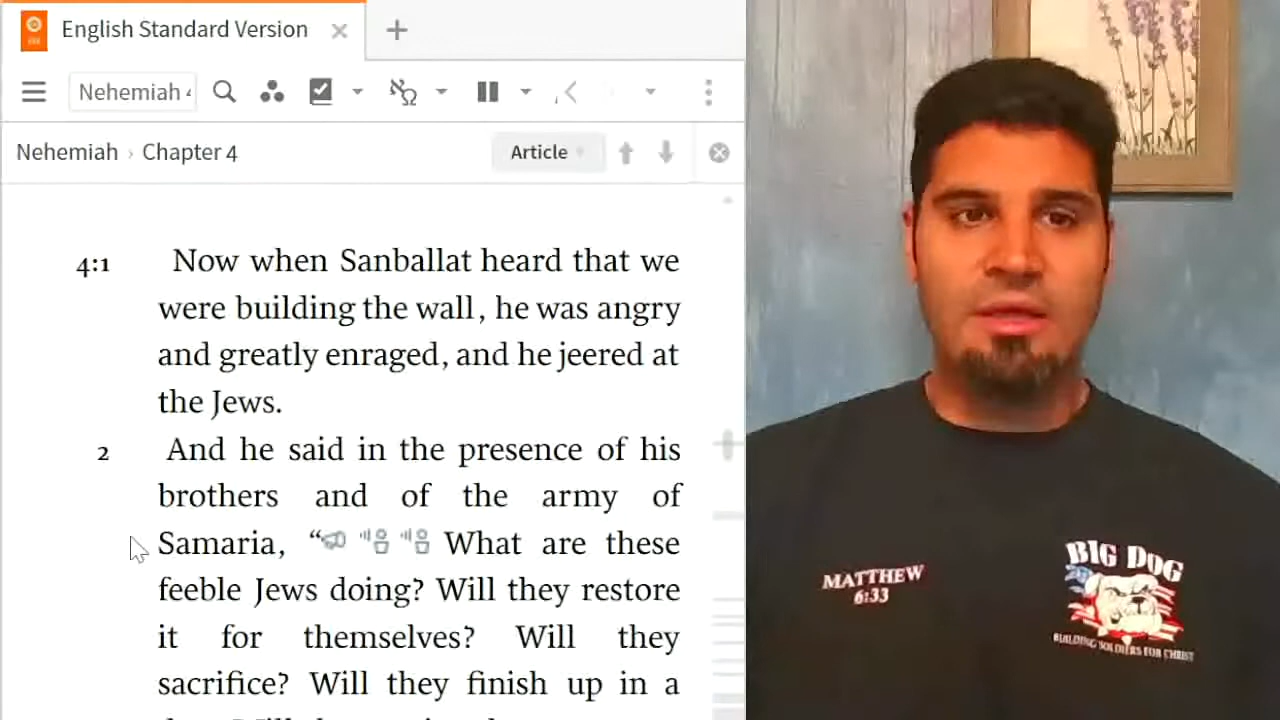 English Standard Version
Nehemiah 4
Nehemiah › Chapter 4
Article
4:1 Now when Sanballat heard that we
were building the wall, he was angry
and greatly enraged, and he jeered at
the Jews.
2 And he said in the presence of his
brothers and of the army of
Samaria, “ What are these
feeble Jews doing? Will they restore
it for themselves? Will they
sacrifice? Will they finish up in a
MATTHEW
6:33
BIG DOG
BUILDING SOLDIERS FOR CHRIST